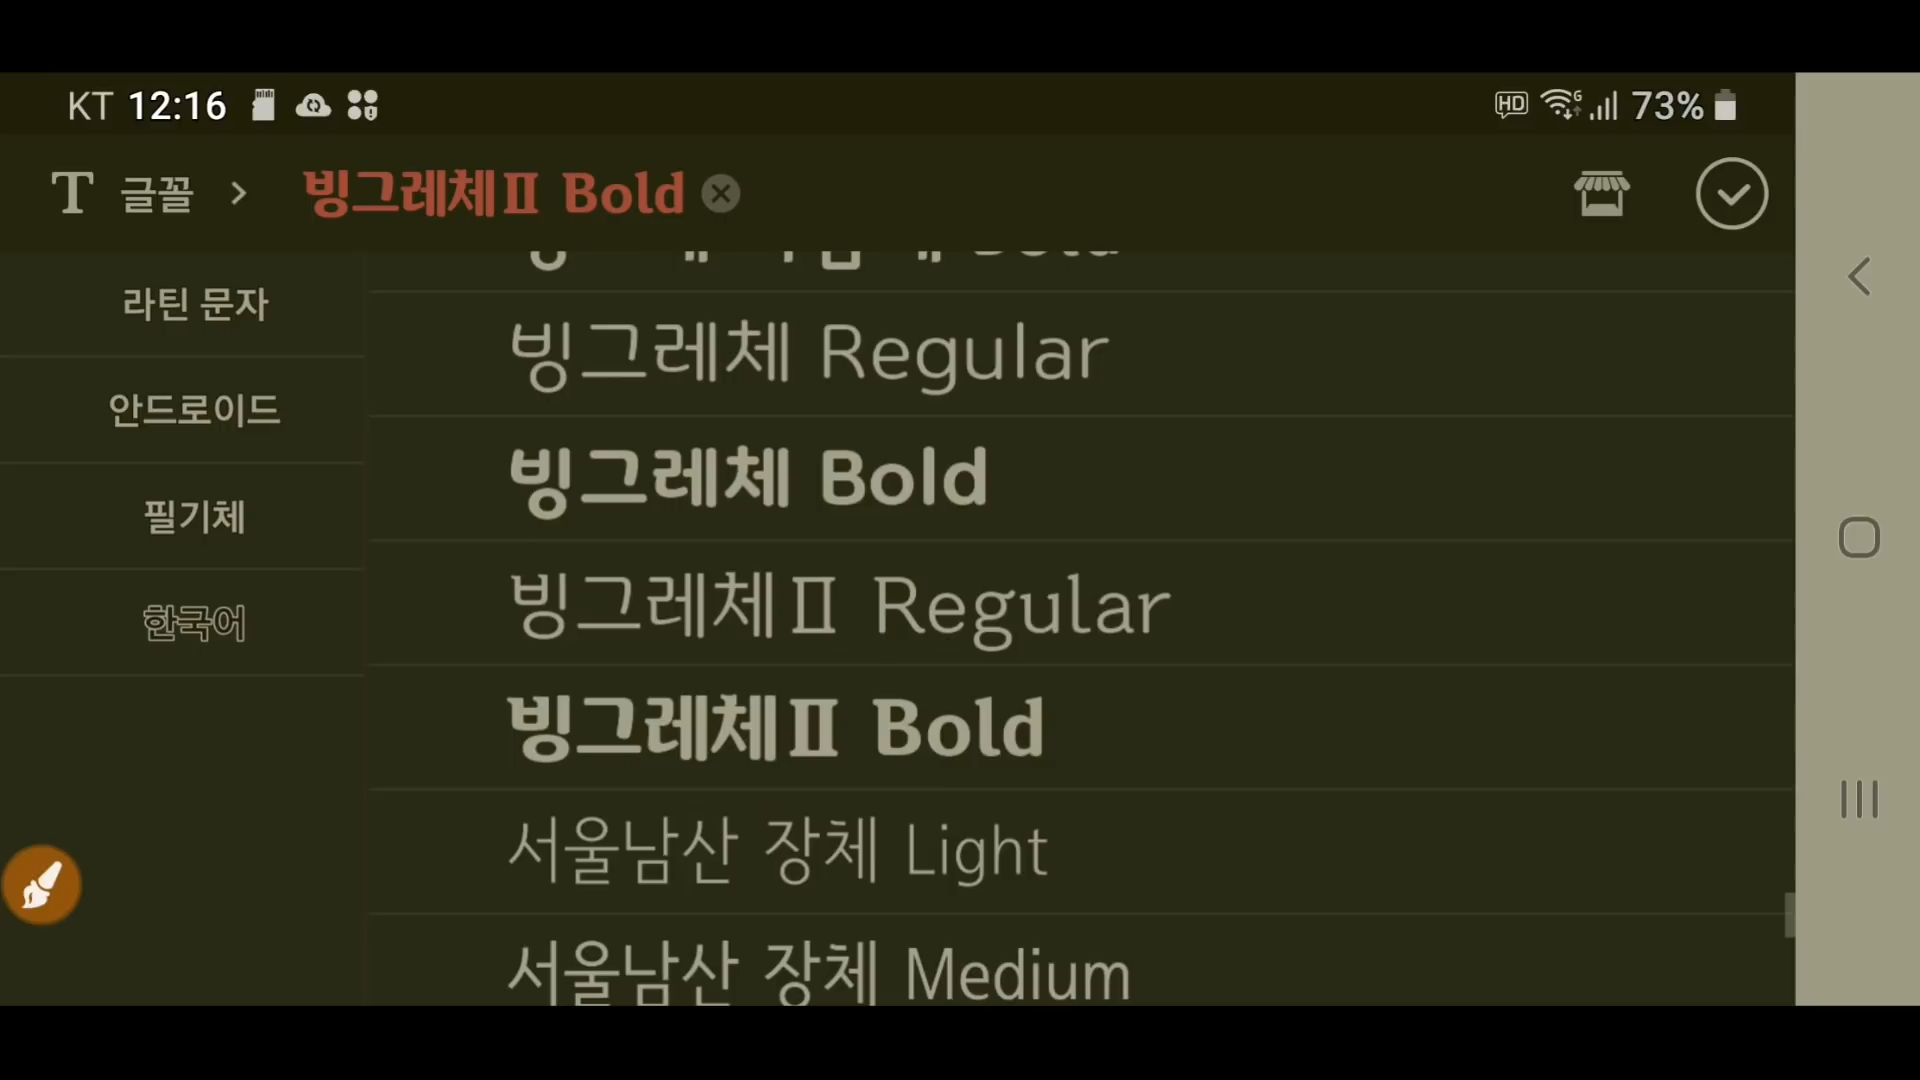 KT 12:16
HD 73%
T 글꼴 > 빙그레체Ⅱ Bold
라틴 문자
안드로이드
필기체
한국어
빙그레체 Regular
빙그레체 Bold
빙그레체Ⅱ Regular
빙그레체Ⅱ Bold
서울남산 장체 Light
서울남산 장체 Medium